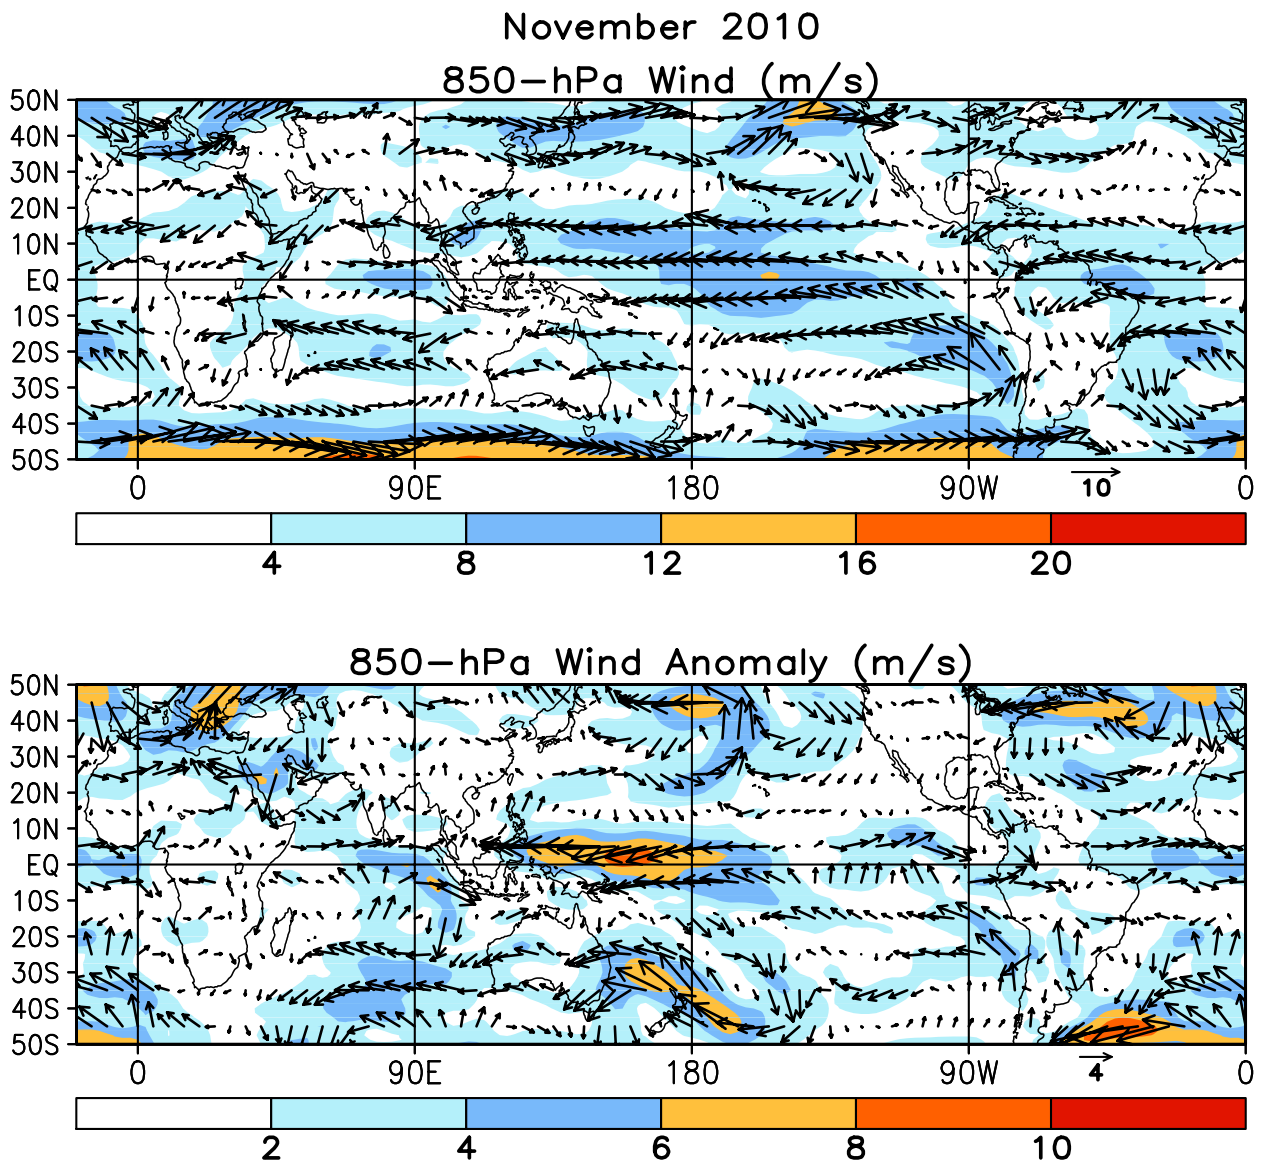 November 2010
850-hPa Wind (m/s)
50N
40N
30N
20N
10N
EQ
10S
20S
30S
40S
50S
0 90E 180 90W 0
10
4 8 12 16 20
850-hPa Wind Anomaly (m/s)
50N
40N
30N
20N
10N
EQ
10S
20S
30S
40S
50S
0 90E 180 90W 0
4
2 4 6 8 10